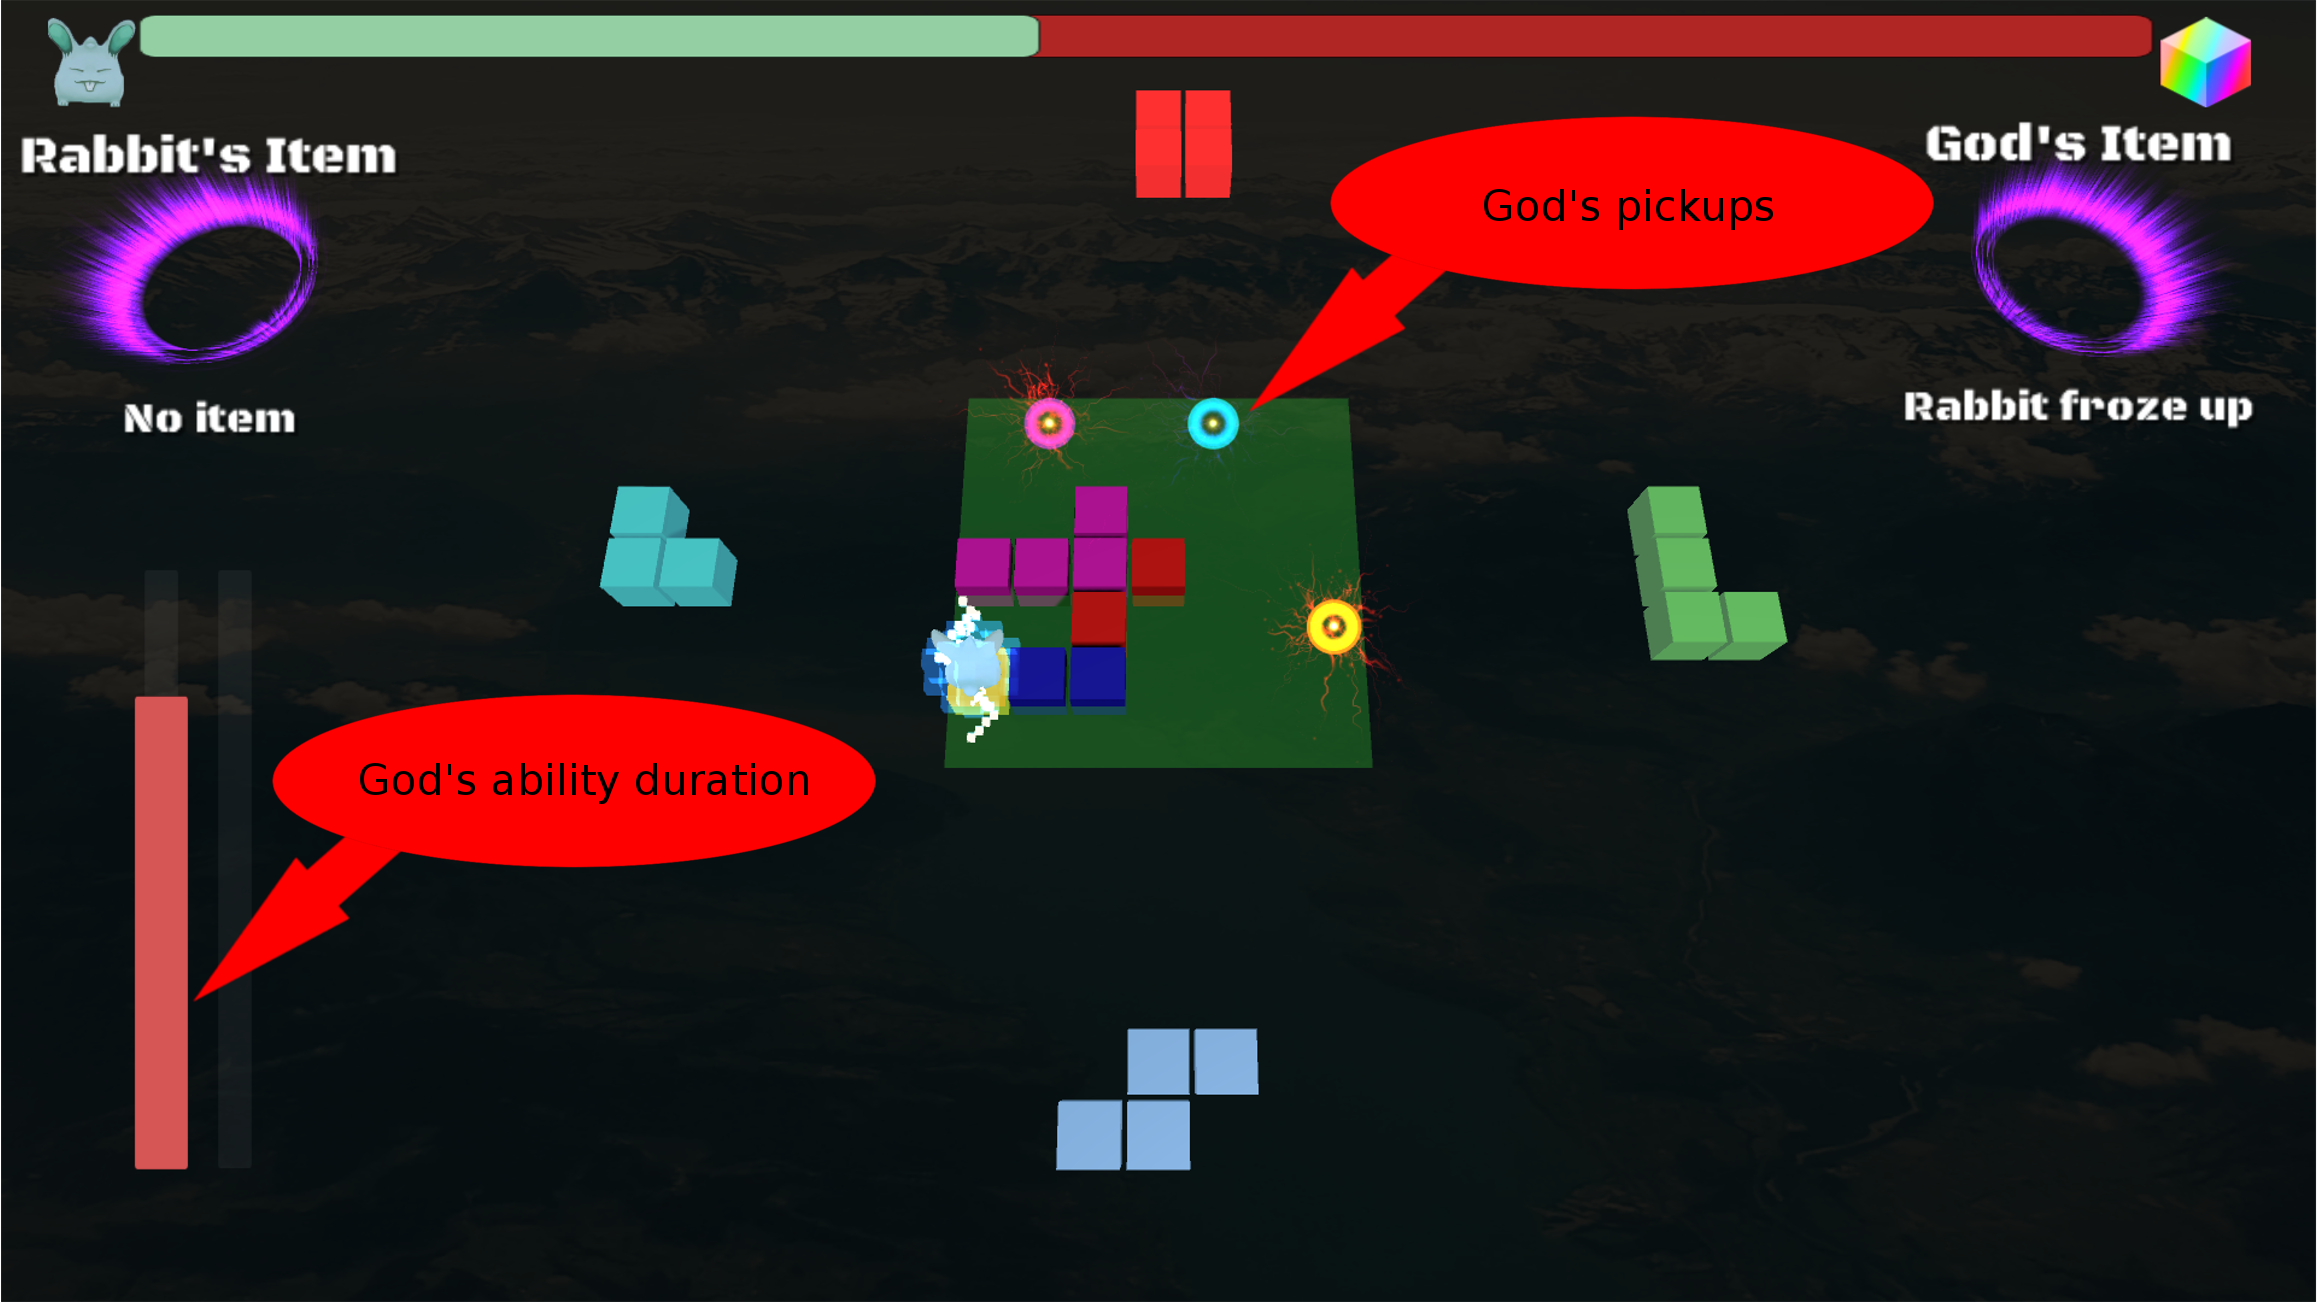 Rabbit's Item
God's Item
God's pickups
No item
Rabbit froze up
God's ability duration